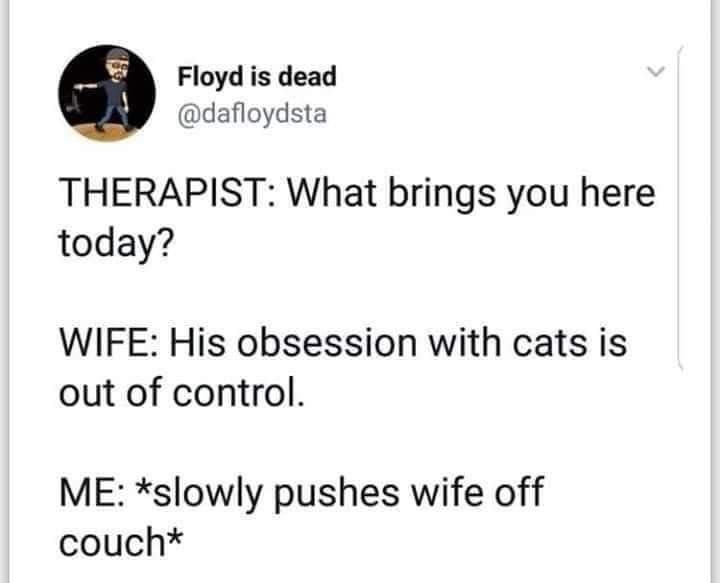 Floyd is dead
@dafloydsta
THERAPIST: What brings you here
today?
WIFE: His obsession with cats is
out of control.
ME: *slowly pushes wife off
couch*